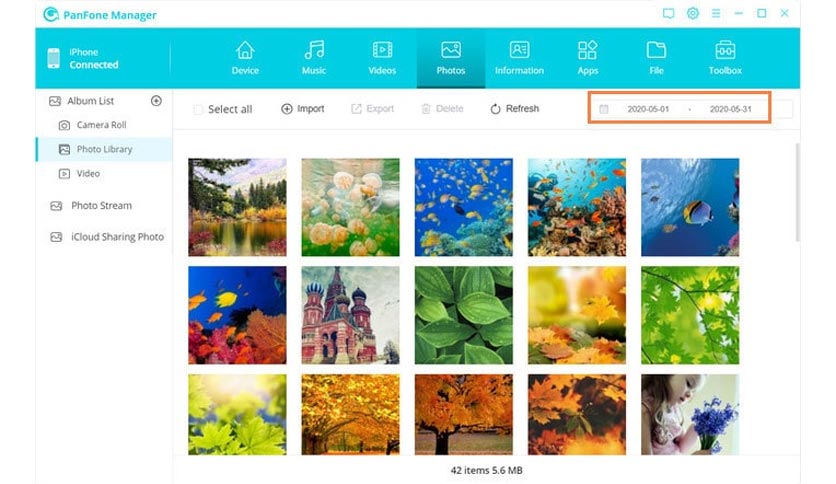 PanFone Manager
iPhone
Connected
Device
Music
Videos
Photos
Information
Apps
File
Toolbox
Album List
Camera Roll
Photo Library
Video
Photo Stream
iCloud Sharing Photo
Select all
Import
Export
Delete
Refresh
2020-05-01 - 2020-05-31
42 items 5.6 MB